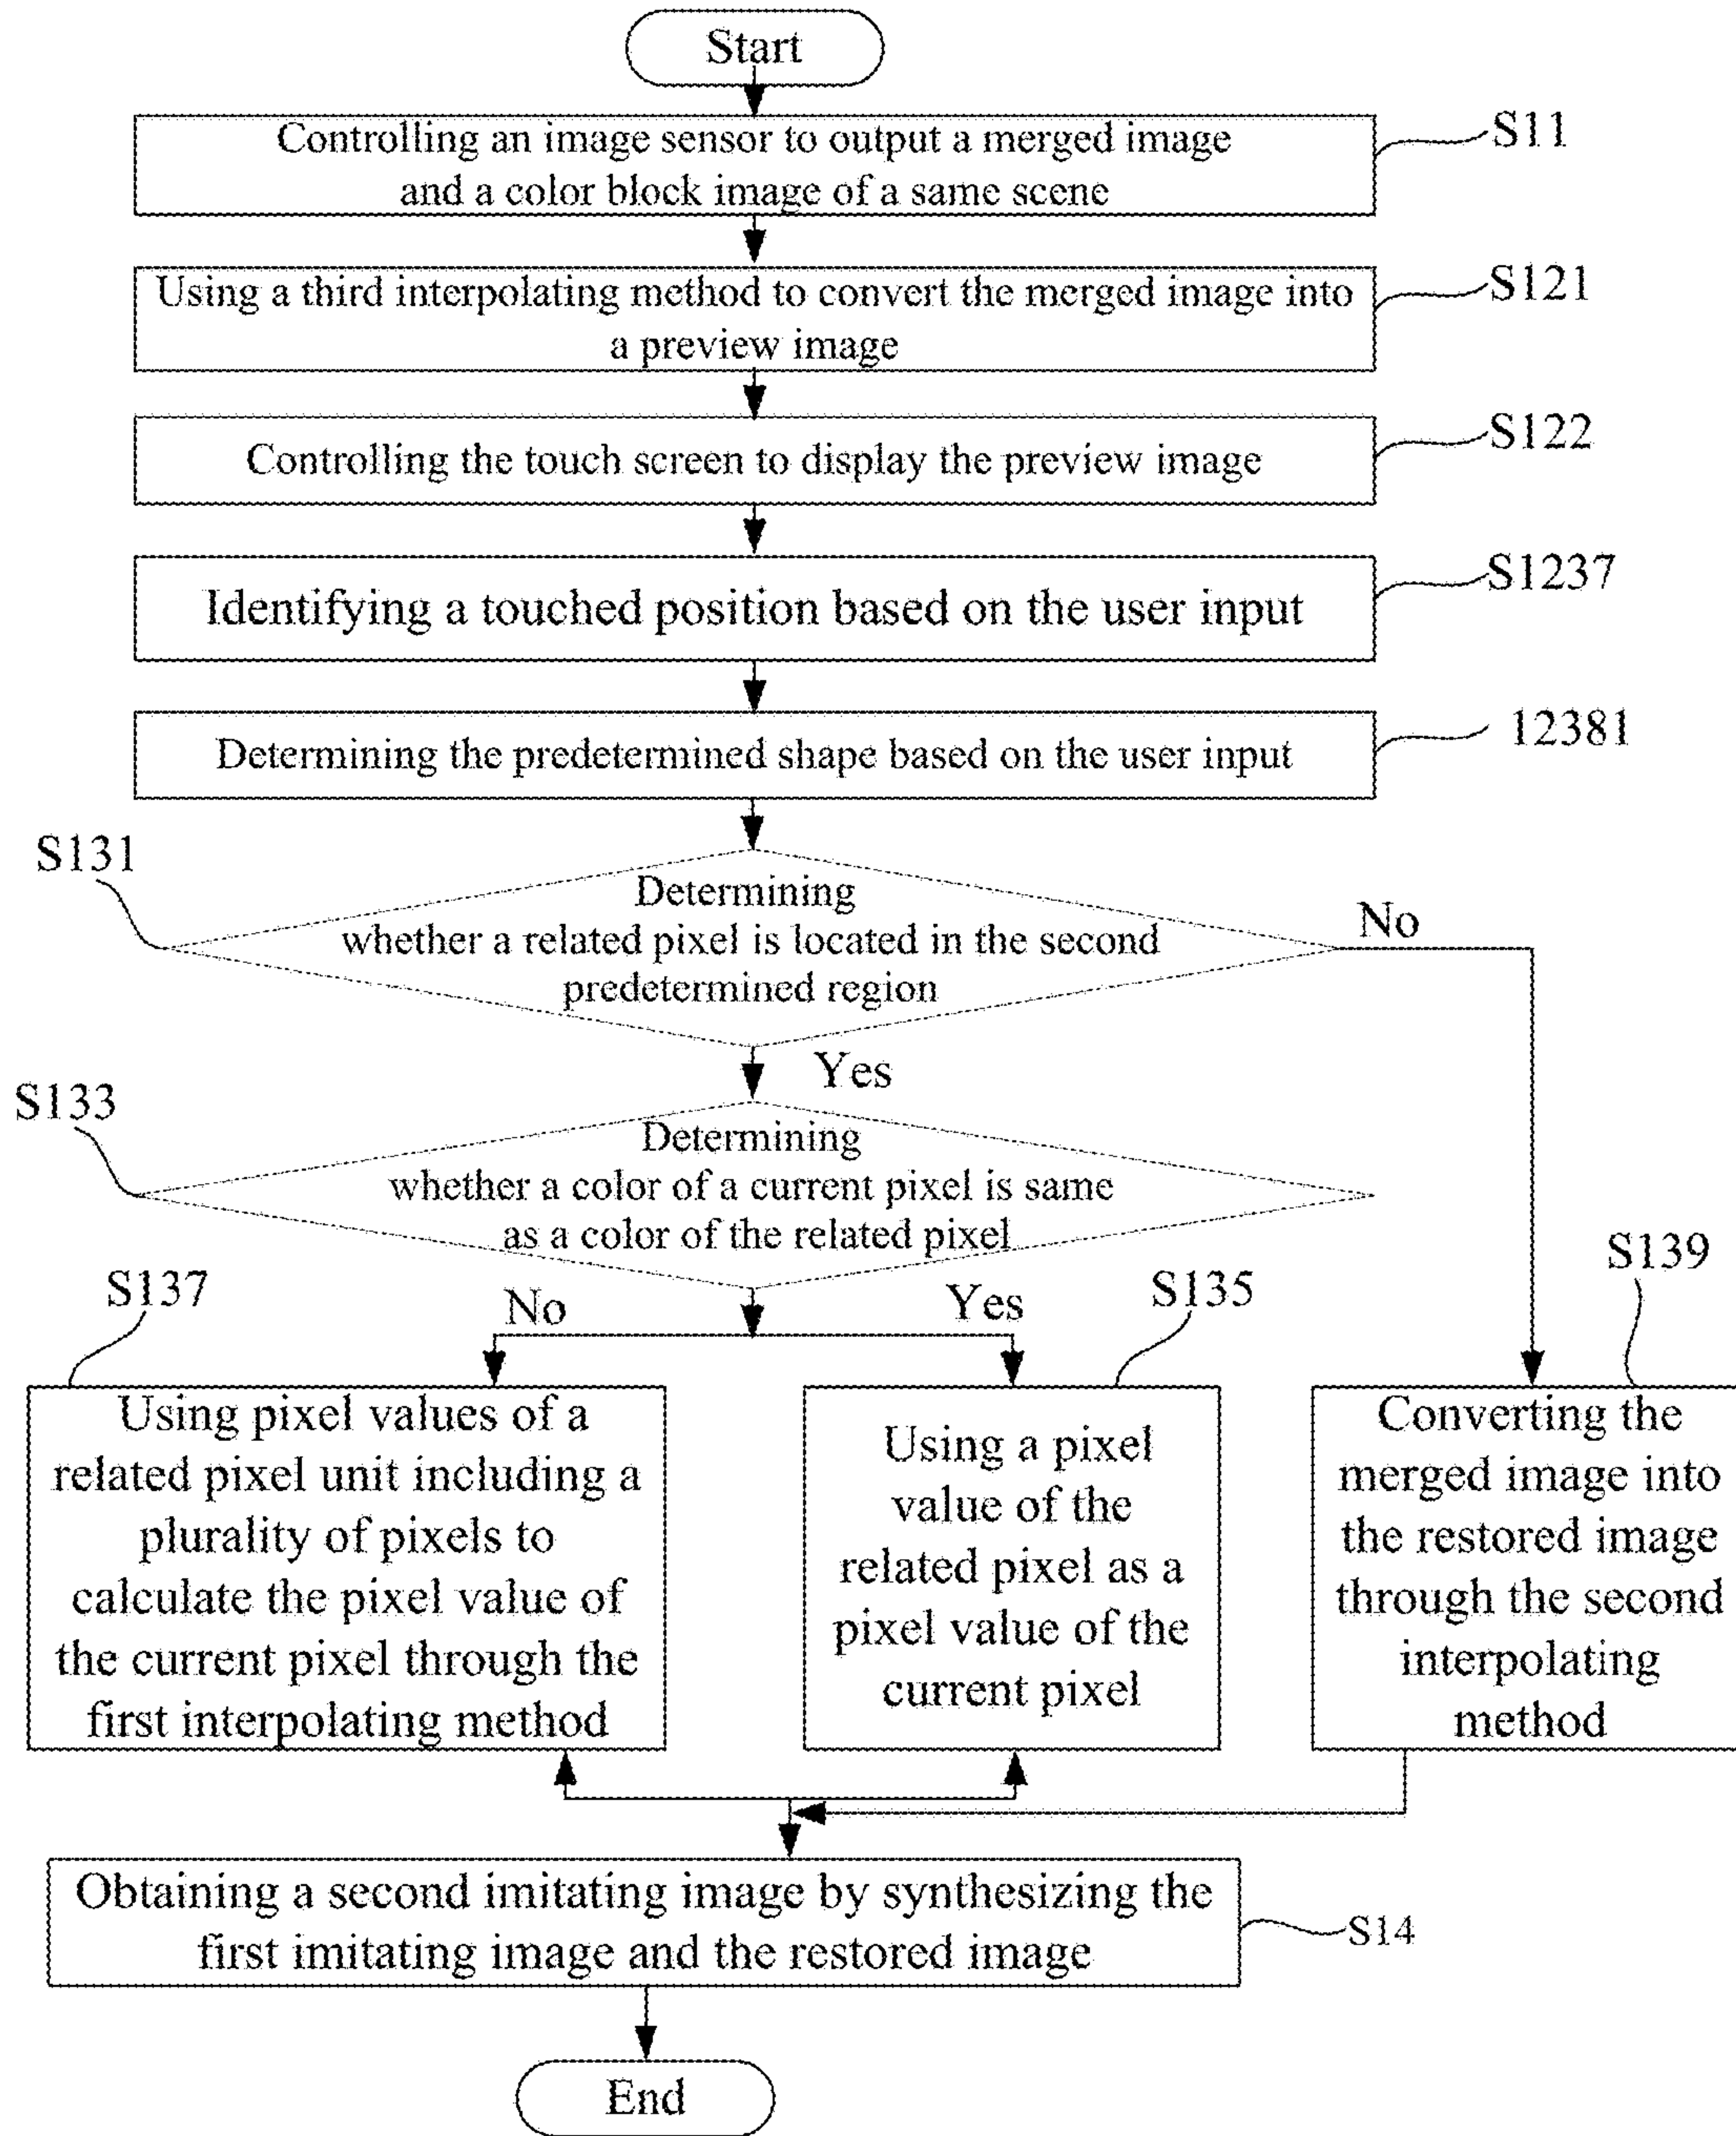 Start
Controlling an image sensor to output a merged image
and a color block image of a same scene
S11
Using a third interpolating method to convert the merged image into
a preview image
S121
Controlling the touch screen to display the preview image
S122
Identifying a touched position based on the user input
S1237
Determining the predetermined shape based on the user input
12381
S131
Determining
whether a related pixel is located in the second
predetermined region
No
Yes
S133
Determining
whether a color of a current pixel is same
as a color of the related pixel
S137
No
Yes
S135
S139
Using pixel values of a
related pixel unit including a
plurality of pixels to
calculate the pixel value of
the current pixel through the
first interpolating method
Using a pixel
value of the
related pixel as a
pixel value of the
current pixel
Converting the
merged image into
the restored image
through the second
interpolating
method
Obtaining a second imitating image by synthesizing the
first imitating image and the restored image
S14
End